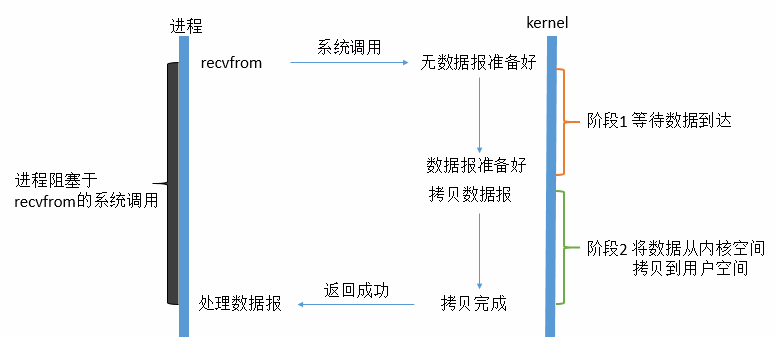 进程
kernel
recvfrom
系统调用
无数据报准备好
阶段1 等待数据到达
数据报准备好
拷贝数据报
进程阻塞于
recvfrom的系统调用
阶段2 将数据从内核空间
拷贝到用户空间
处理数据报
返回成功
拷贝完成